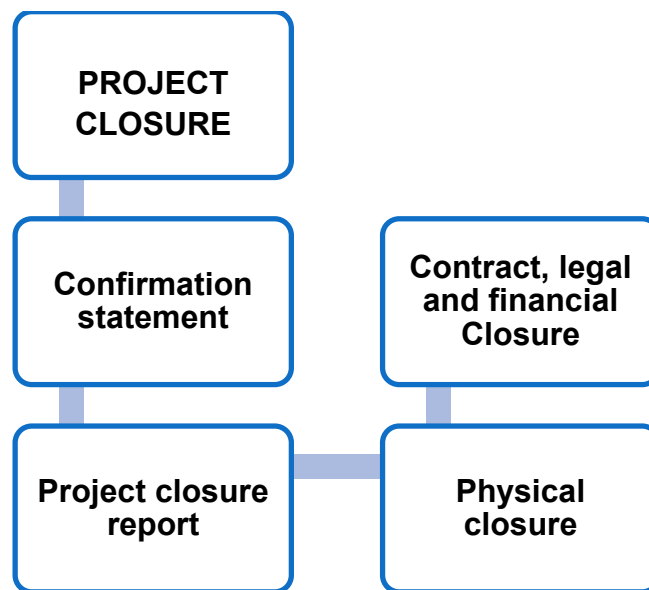 PROJECT
CLOSURE
Confirmation
statement
Project closure
report
Physical
closure
Contract, legal
and financial
Closure